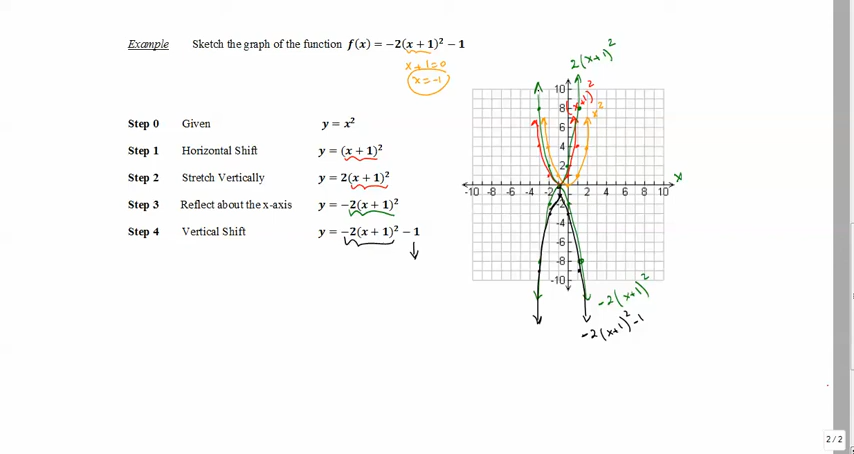 Example Sketch the graph of the function f(x) = −2(x + 1)² − 1
x+1=0
x=-1
Step 0 Given y = x²
Step 1 Horizontal Shift y = (x + 1)²
Step 2 Stretch Vertically y = 2(x + 1)²
Step 3 Reflect about the x-axis y = −2(x + 1)²
Step 4 Vertical Shift y = −2(x + 1)² − 1
2(x+1)²
(x+1)²
x²
10
8
6
4
2
-10 -8 -6 -4 -2 2 4 6 8 10 x
-2
-4
-6
-8
-10
-2(x+1)²
-2(x+1)²-1
2 / 2